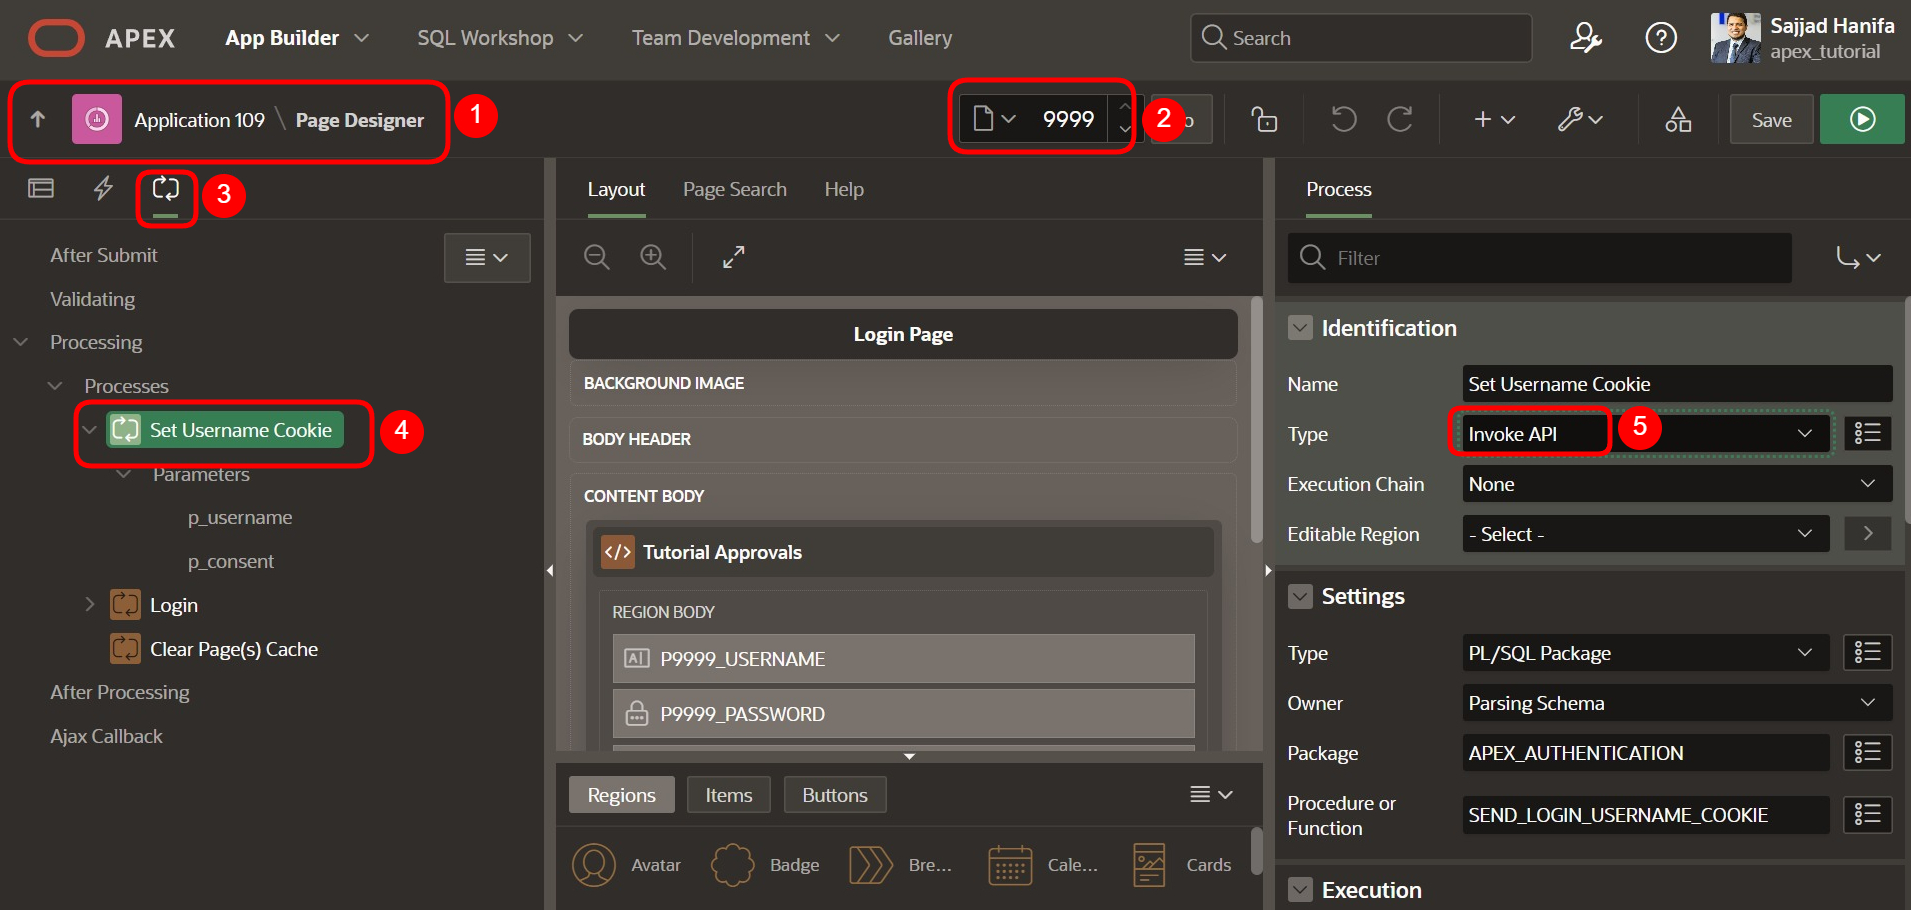 APEX
App Builder
SQL Workshop
Team Development
Gallery
Search
Sajjad Hanifa
apex_tutorial
Application 109 \ Page Designer
1
9999
2
Save
3
Layout
Page Search
Help
Process
After Submit
Validating
Processing
Processes
Set Username Cookie
4
Parameters
p_username
p_consent
Login
Clear Page(s) Cache
After Processing
Ajax Callback
Login Page
BACKGROUND IMAGE
BODY HEADER
CONTENT BODY
</> Tutorial Approvals
REGION BODY
P9999_USERNAME
P9999_PASSWORD
Regions
Items
Buttons
Avatar
Badge
Bre...
Cale...
Cards
Filter
Identification
Name
Set Username Cookie
Type
Invoke API
5
Execution Chain
None
Editable Region
- Select -
Settings
Type
PL/SQL Package
Owner
Parsing Schema
Package
APEX_AUTHENTICATION
Procedure or
Function
SEND_LOGIN_USERNAME_COOKIE
Execution